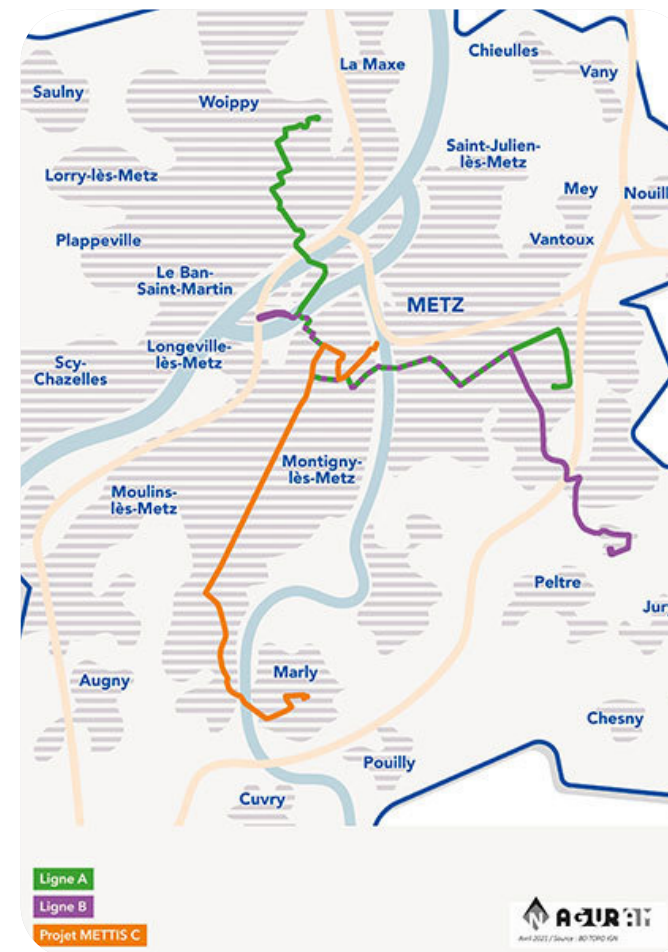 La Maxe
Chieulles
Vany
Saulny
Woippy
Saint-Julien-
lès-Metz
Lorry-lès-Metz
Mey
Nouill
Plappeville
Vantoux
Le Ban-
Saint-Martin
METZ
Longeville-
lès-Metz
Scy-
Chazelles
Montigny-
lès-Metz
Moulins-
lès-Metz
Peltre
Jur
Marly
Augny
Chesny
Pouilly
Cuvry
Ligne A
Ligne B
Projet METTIS C
N
Avril 2021 / Source : BD TOPO IGN